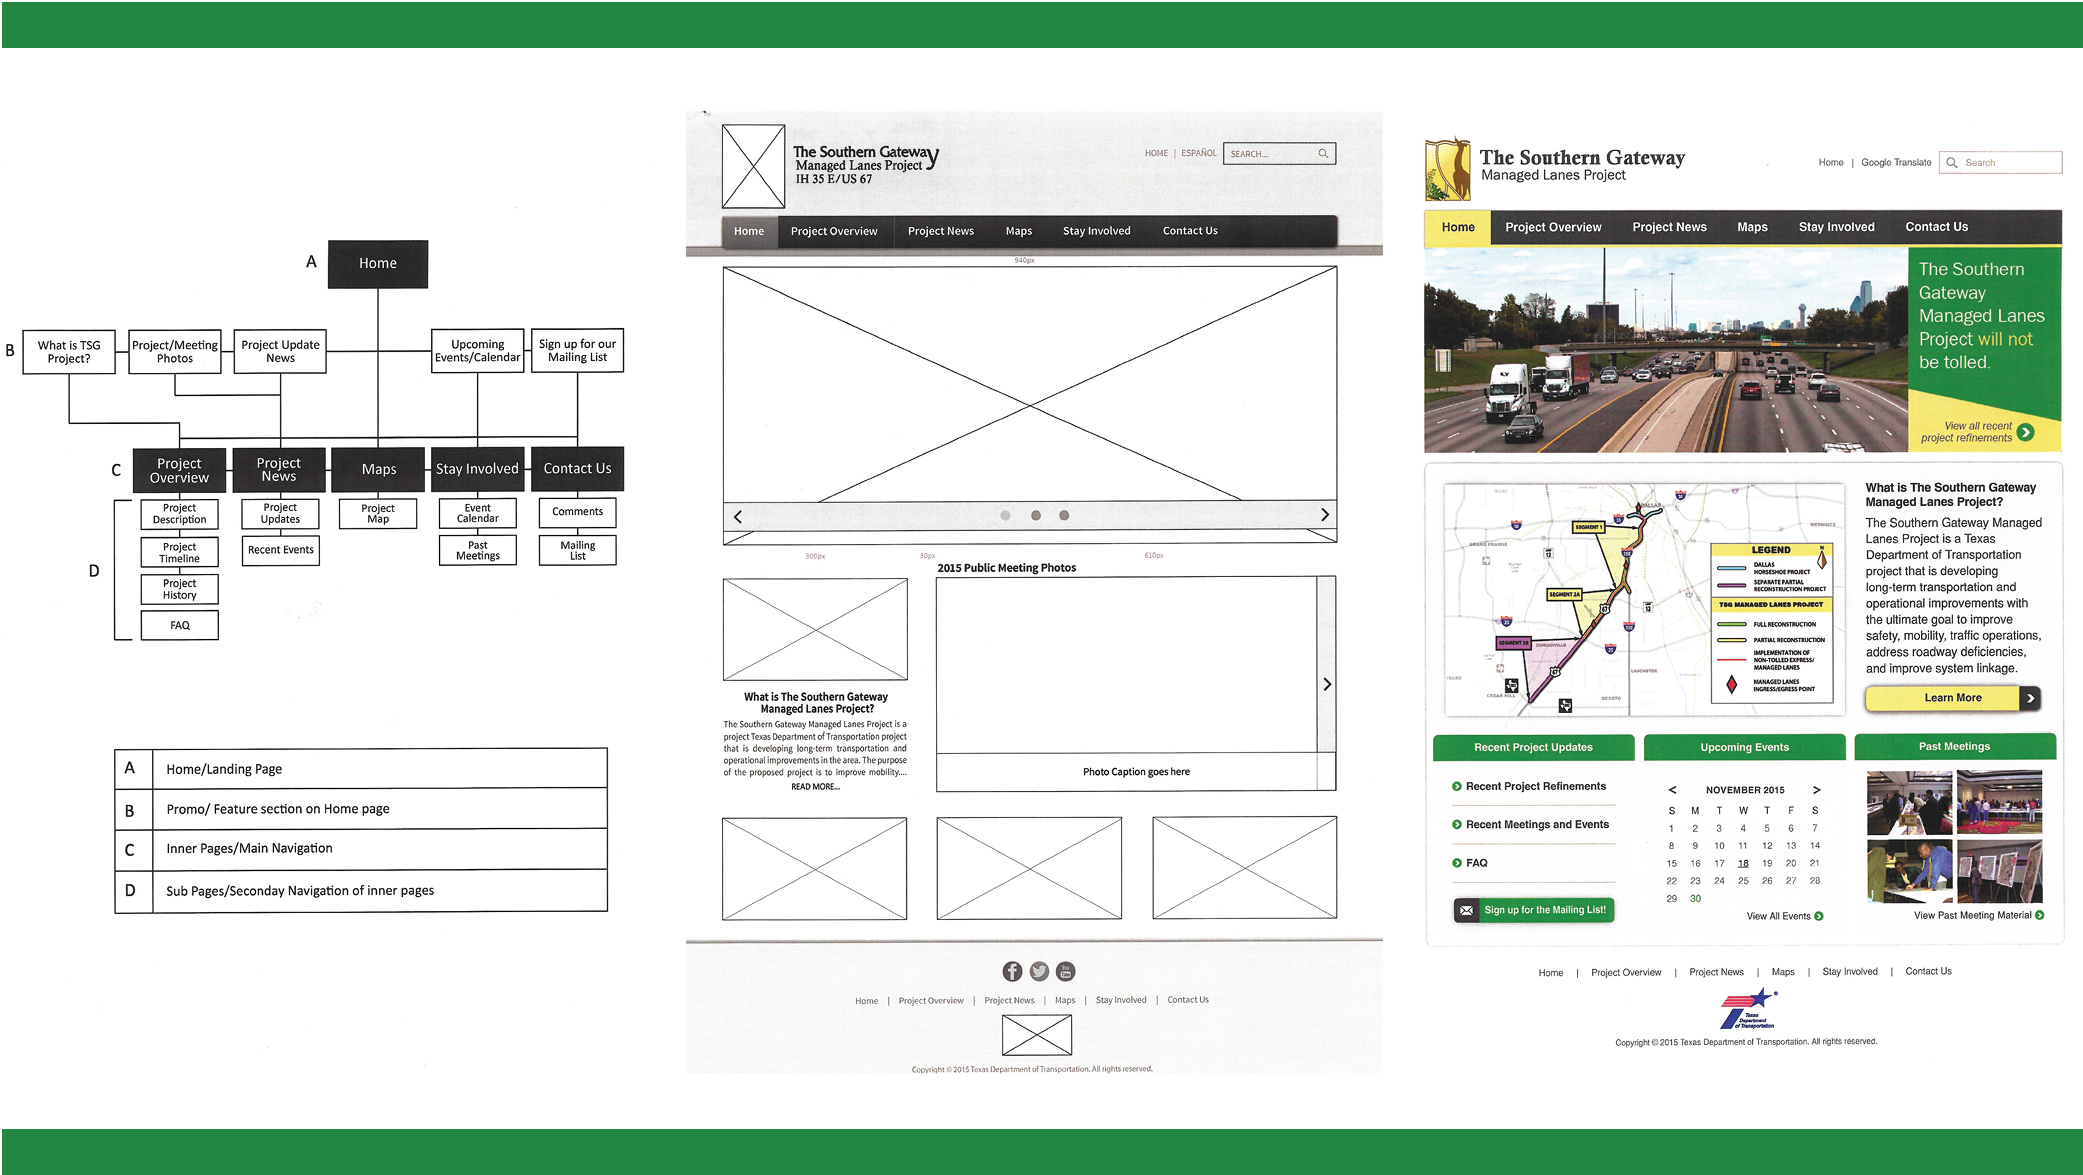 A
Home
B
What is TSG
Project?
Project/Meeting
Photos
Project Update
News
Upcoming
Events/Calendar
Sign up for our
Mailing List
C
Project
Overview
Project
News
Maps
Stay Involved
Contact Us
D
Project
Description
Project
Timeline
Project
History
FAQ
Project
Updates
Recent Events
Project
Map
Event
Calendar
Past
Meetings
Comments
Mailing
List
A Home/Landing Page
B Promo/ Feature section on Home page
C Inner Pages/Main Navigation
D Sub Pages/Seconday Navigation of inner pages
The Southern Gateway
Managed Lanes Project
IH 35 E/US 67
HOME | ESPAÑOL SEARCH...
Home Project Overview Project News Maps Stay Involved Contact Us
940px
300px 30px 610px
2015 Public Meeting Photos
What is The Southern Gateway
Managed Lanes Project?
The Southern Gateway Managed Lanes Project is a
project Texas Department of Transportation project
that is developing long-term transportation and
operational improvements in the area. The purpose
of the proposed project is to improve mobility....
READ MORE...
Photo Caption goes here
Home | Project Overview | Project News | Maps | Stay Involved | Contact Us
Copyright © 2015 Texas Department of Transportation. All rights reserved.
The Southern Gateway
Managed Lanes Project
Home | Google Translate Search
Home Project Overview Project News Maps Stay Involved Contact Us
The Southern
Gateway
Managed Lanes
Project will not
be tolled.
View all recent
project refinements
SEGMENT 1
SEGMENT 2A
SEGMENT 2B
DALLAS
MESQUITE
GRAND PRAIRIE
DUNCANVILLE
LANCASTER
CEDAR HILL
DESOTO
LEGEND
N
DALLAS
HORSESHOE PROJECT
SEPARATE PARTIAL
RECONSTRUCTION PROJECT
TSG MANAGED LANES PROJECT
FULL RECONSTRUCTION
PARTIAL RECONSTRUCTION
IMPLEMENTATION OF
NON-TOLLED EXPRESS/
MANAGED LANES
MANAGED LANES
INGRESS/EGRESS POINT
What is The Southern Gateway
Managed Lanes Project?
The Southern Gateway Managed
Lanes Project is a Texas
Department of Transportation
project that is developing
long-term transportation and
operational improvements with
the ultimate goal to improve
safety, mobility, traffic operations,
address roadway deficiencies,
and improve system linkage.
Learn More
Recent Project Updates
Recent Project Refinements
Recent Meetings and Events
FAQ
Sign up for the Mailing List!
Upcoming Events
< NOVEMBER 2015 >
S M T W T F S
1 2 3 4 5 6 7
8 9 10 11 12 13 14
15 16 17 18 19 20 21
22 23 24 25 26 27 28
29 30
View All Events
Past Meetings
View Past Meeting Material
Home | Project Overview | Project News | Maps | Stay Involved | Contact Us
Texas
Department
of Transportation
Copyright © 2015 Texas Department of Transportation. All rights reserved.